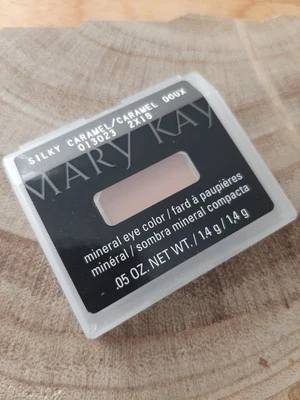 SILKY CARAMEL/CARAMEL DOUX
013023 2X18
MARY KAY
mineral eye color / fard à paupières
minéral / sombra mineral compacta
.05 OZ. NET WT. / 1.4 g / 1.4 g